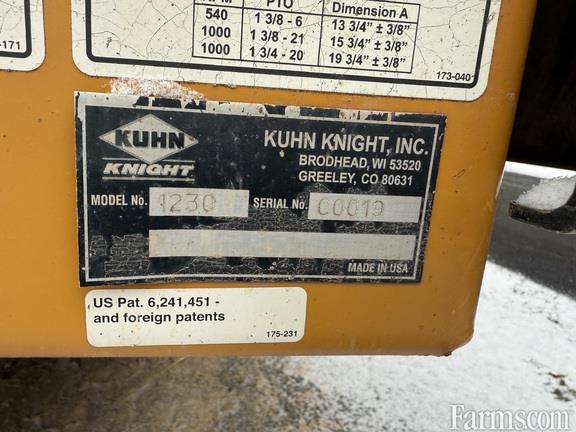 -171
RPM PTO Dimension A
540 1 3/8 - 6 13 3/4" ± 3/8"
1000 1 3/8 - 21 15 3/4" ± 3/8"
1000 1 3/4 - 20 19 3/4" ± 3/8"
173-040
KUHN
KNIGHT
KUHN KNIGHT, INC.
BRODHEAD, WI 53520
GREELEY, CO 80631
MODEL No. 1230 SERIAL No. C0019
MADE IN USA
US Pat. 6,241,451 -
and foreign patents
175-231
Farms.com